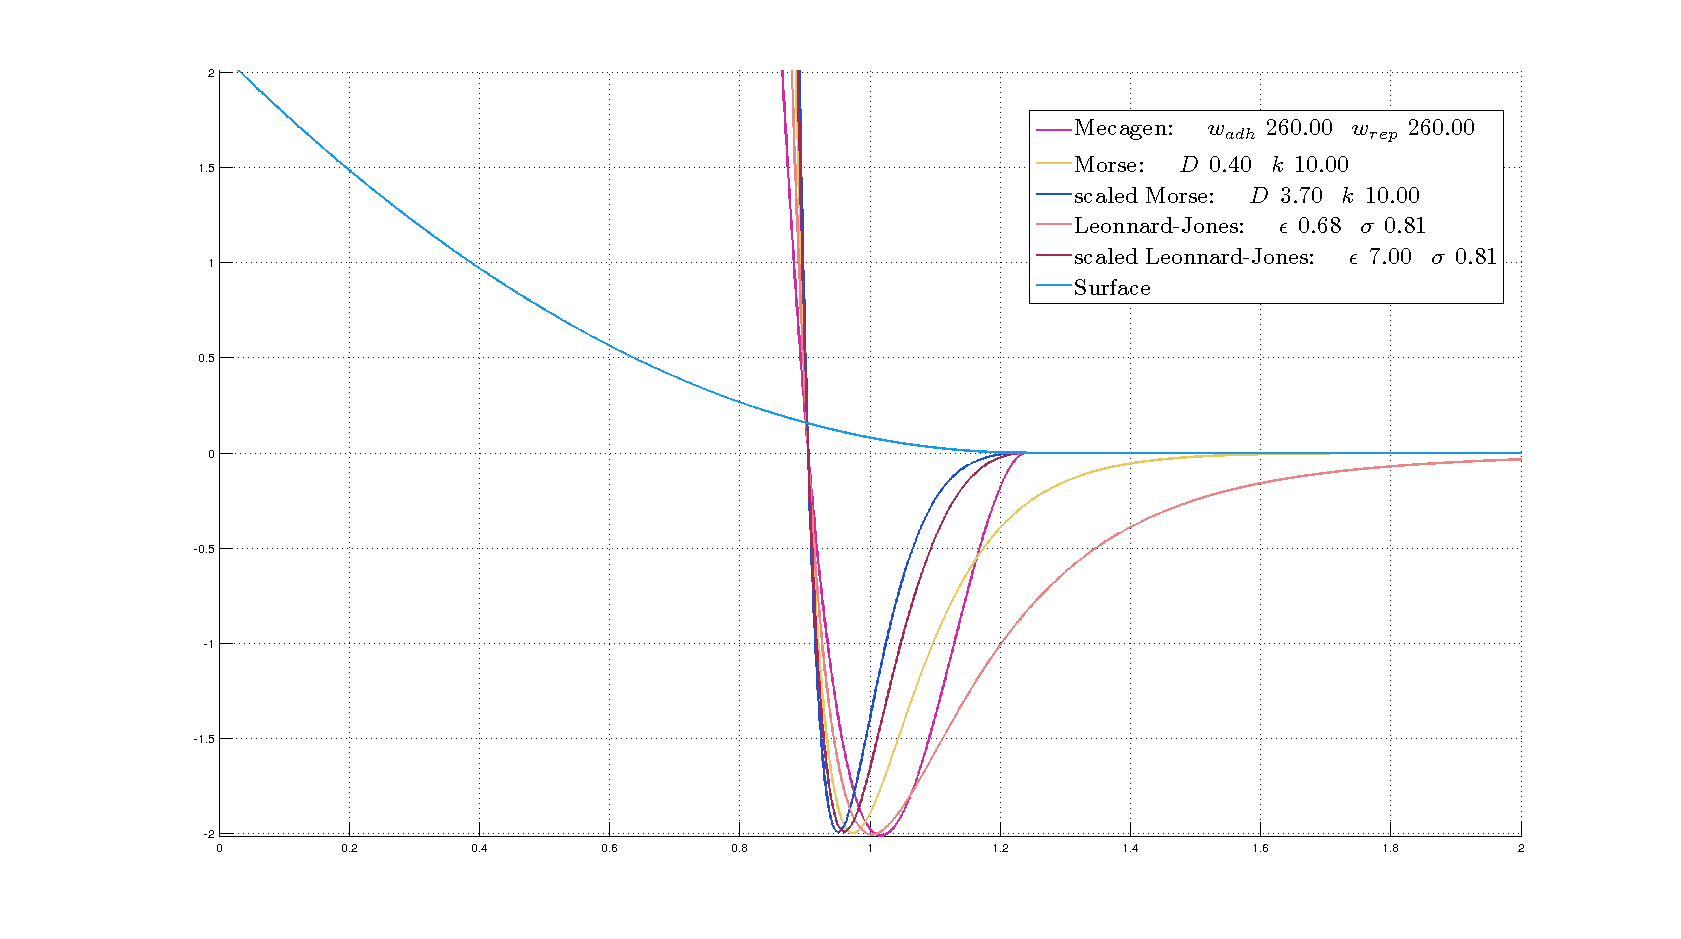 2
1.5
1
0.5
0
-0.5
-1
-1.5
-2
0 0.2 0.4 0.6 0.8 1 1.2 1.4 1.6 1.8 2
Mecagen: w_adh 260.00 w_rep 260.00
Morse: D 0.40 k 10.00
scaled Morse: D 3.70 k 10.00
Leonnard-Jones: ϵ 0.68 σ 0.81
scaled Leonnard-Jones: ϵ 7.00 σ 0.81
Surface